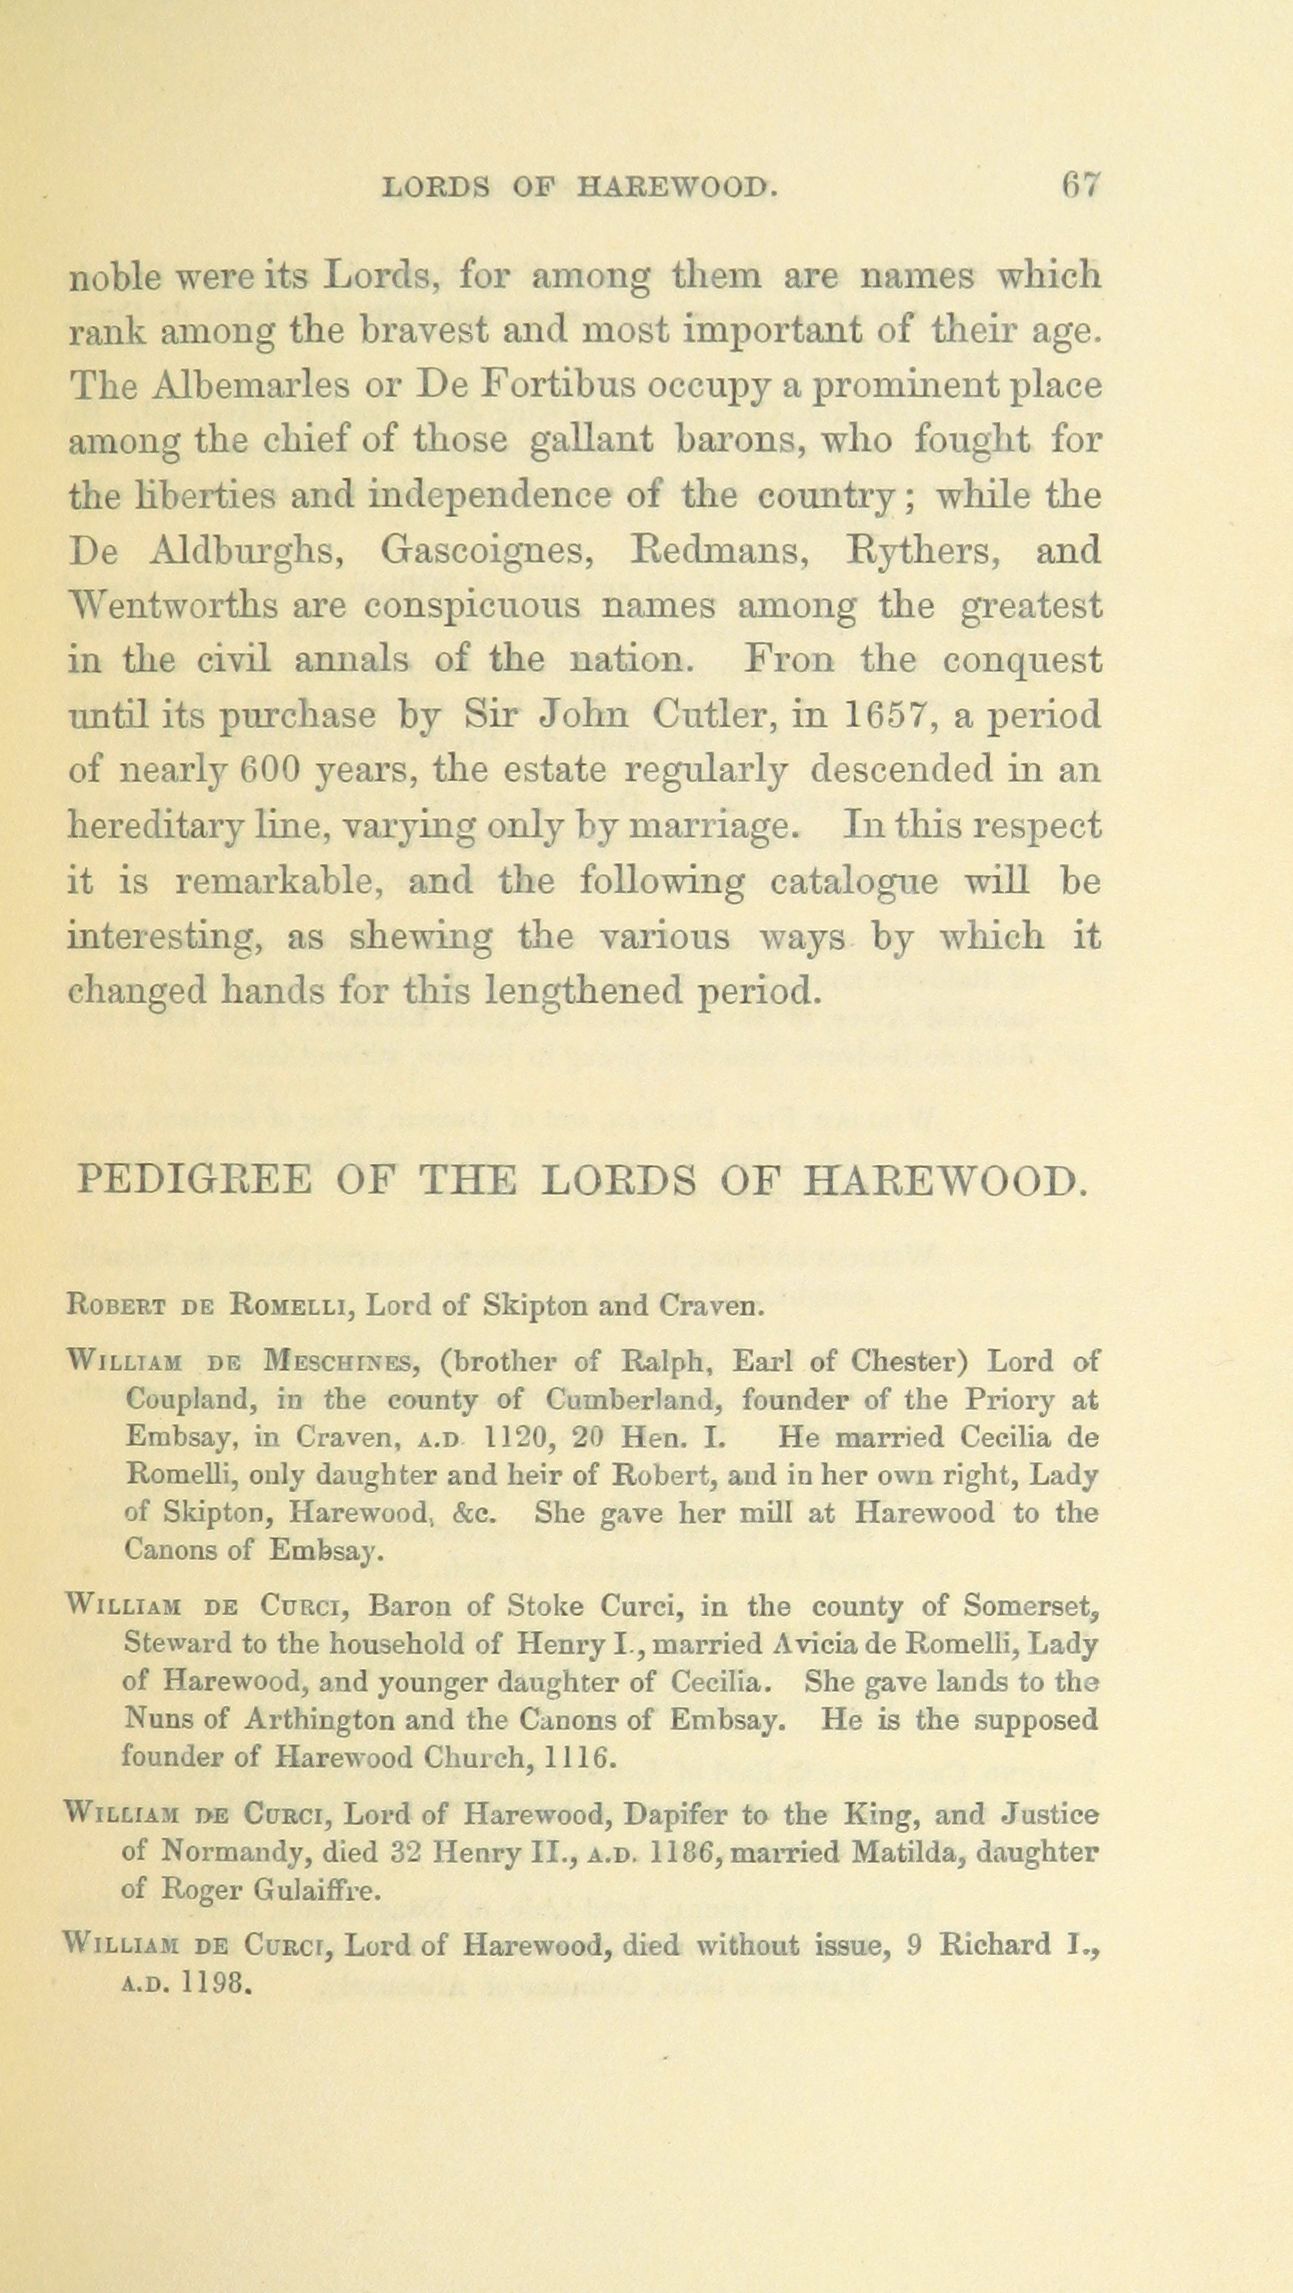 LORDS OF HAREWOOD. 67
noble were its Lords, for among them are names which
rank among the bravest and most important of their age.
The Albemarles or De Fortibus occupy a prominent place
among the chief of those gallant barons, who fought for
the liberties and independence of the country; while the
De Aldburghs, Gascoignes, Redmans, Rythers, and
Wentworths are conspicuous names among the greatest
in the civil annals of the nation. Fron the conquest
until its purchase by Sir John Cutler, in 1657, a period
of nearly 600 years, the estate regularly descended in an
hereditary line, varying only by marriage. In this respect
it is remarkable, and the following catalogue will be
interesting, as shewing the various ways by which it
changed hands for this lengthened period.
PEDIGREE OF THE LORDS OF HAREWOOD.
ROBERT DE ROMELLI, Lord of Skipton and Craven.
WILLIAM DE MESCHINES, (brother of Ralph, Earl of Chester) Lord of
Coupland, in the county of Cumberland, founder of the Priory at
Embsay, in Craven, A.D. 1120, 20 Hen. I. He married Cecilia de
Romelli, only daughter and heir of Robert, and in her own right, Lady
of Skipton, Harewood, &c. She gave her mill at Harewood to the
Canons of Embsay.
WILLIAM DE CURCI, Baron of Stoke Curci, in the county of Somerset,
Steward to the household of Henry I., married Avicia de Romelli, Lady
of Harewood, and younger daughter of Cecilia. She gave lands to the
Nuns of Arthington and the Canons of Embsay. He is the supposed
founder of Harewood Church, 1116.
WILLIAM DE CURCI, Lord of Harewood, Dapifer to the King, and Justice
of Normandy, died 32 Henry II., A.D. 1186, married Matilda, daughter
of Roger Gulaiffre.
WILLIAM DE CURCI, Lord of Harewood, died without issue, 9 Richard I.,
A.D. 1198.